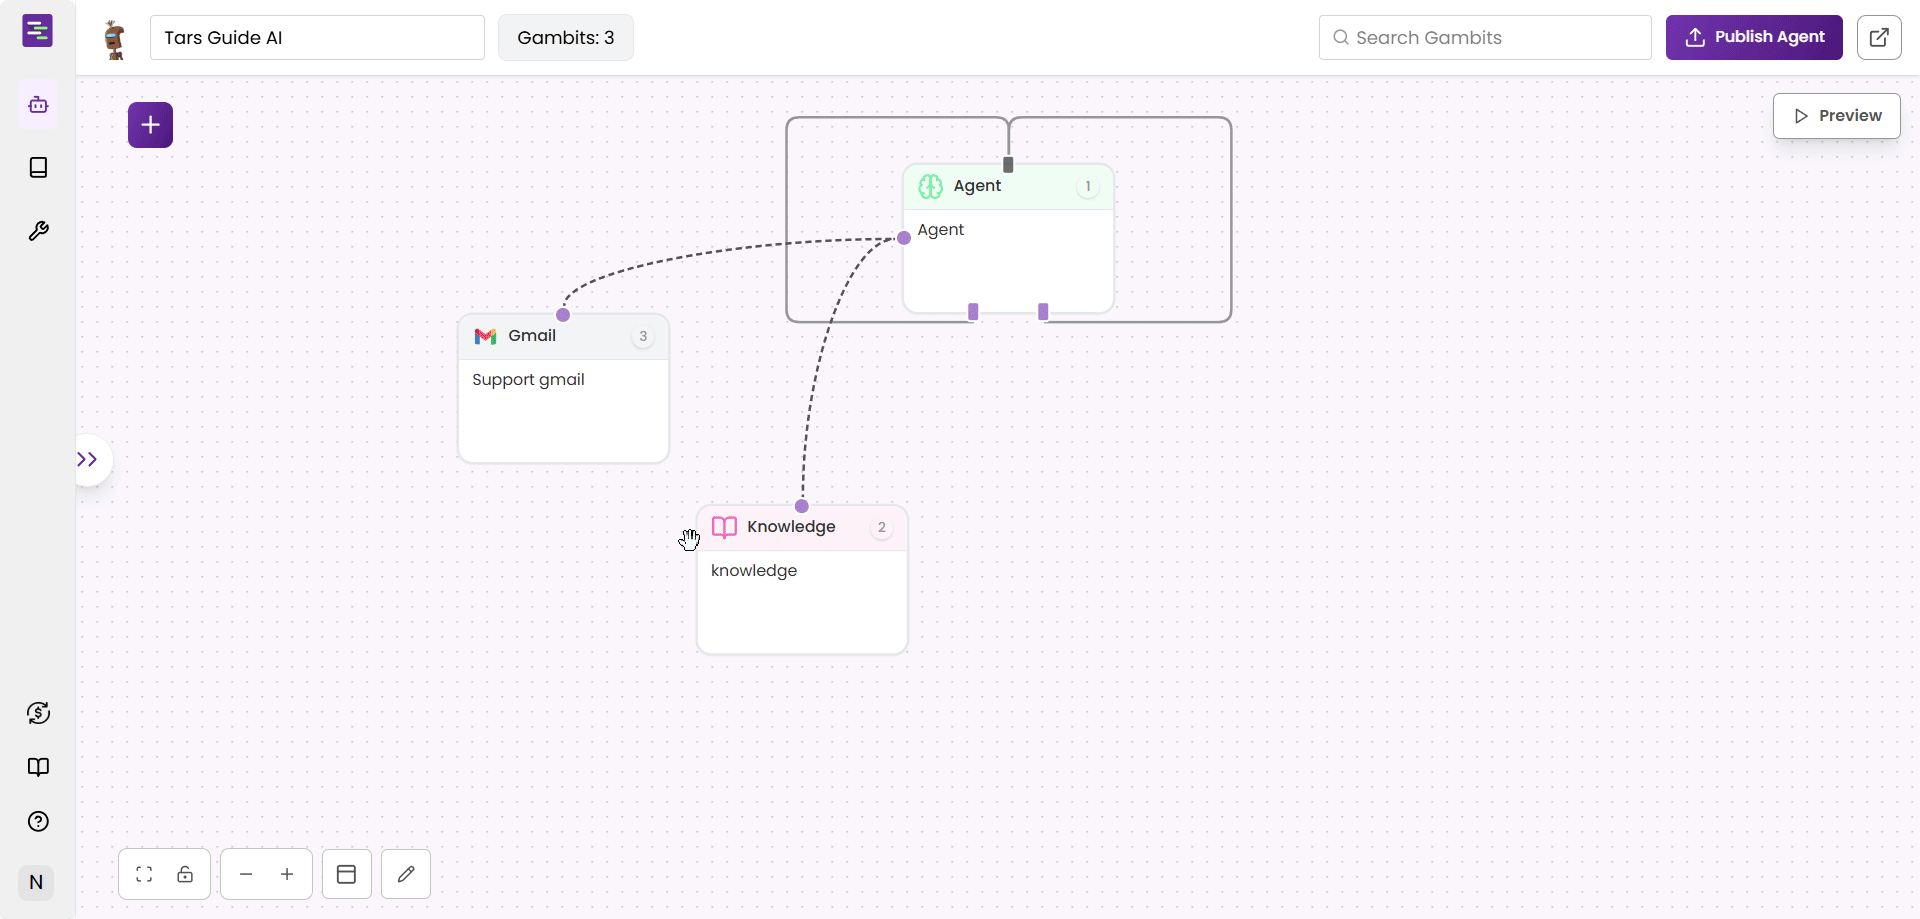 Tars Guide AI
Gambits: 3
Search Gambits
Publish Agent
Preview
Agent
1
Agent
Gmail
3
Support gmail
Knowledge
2
knowledge
N